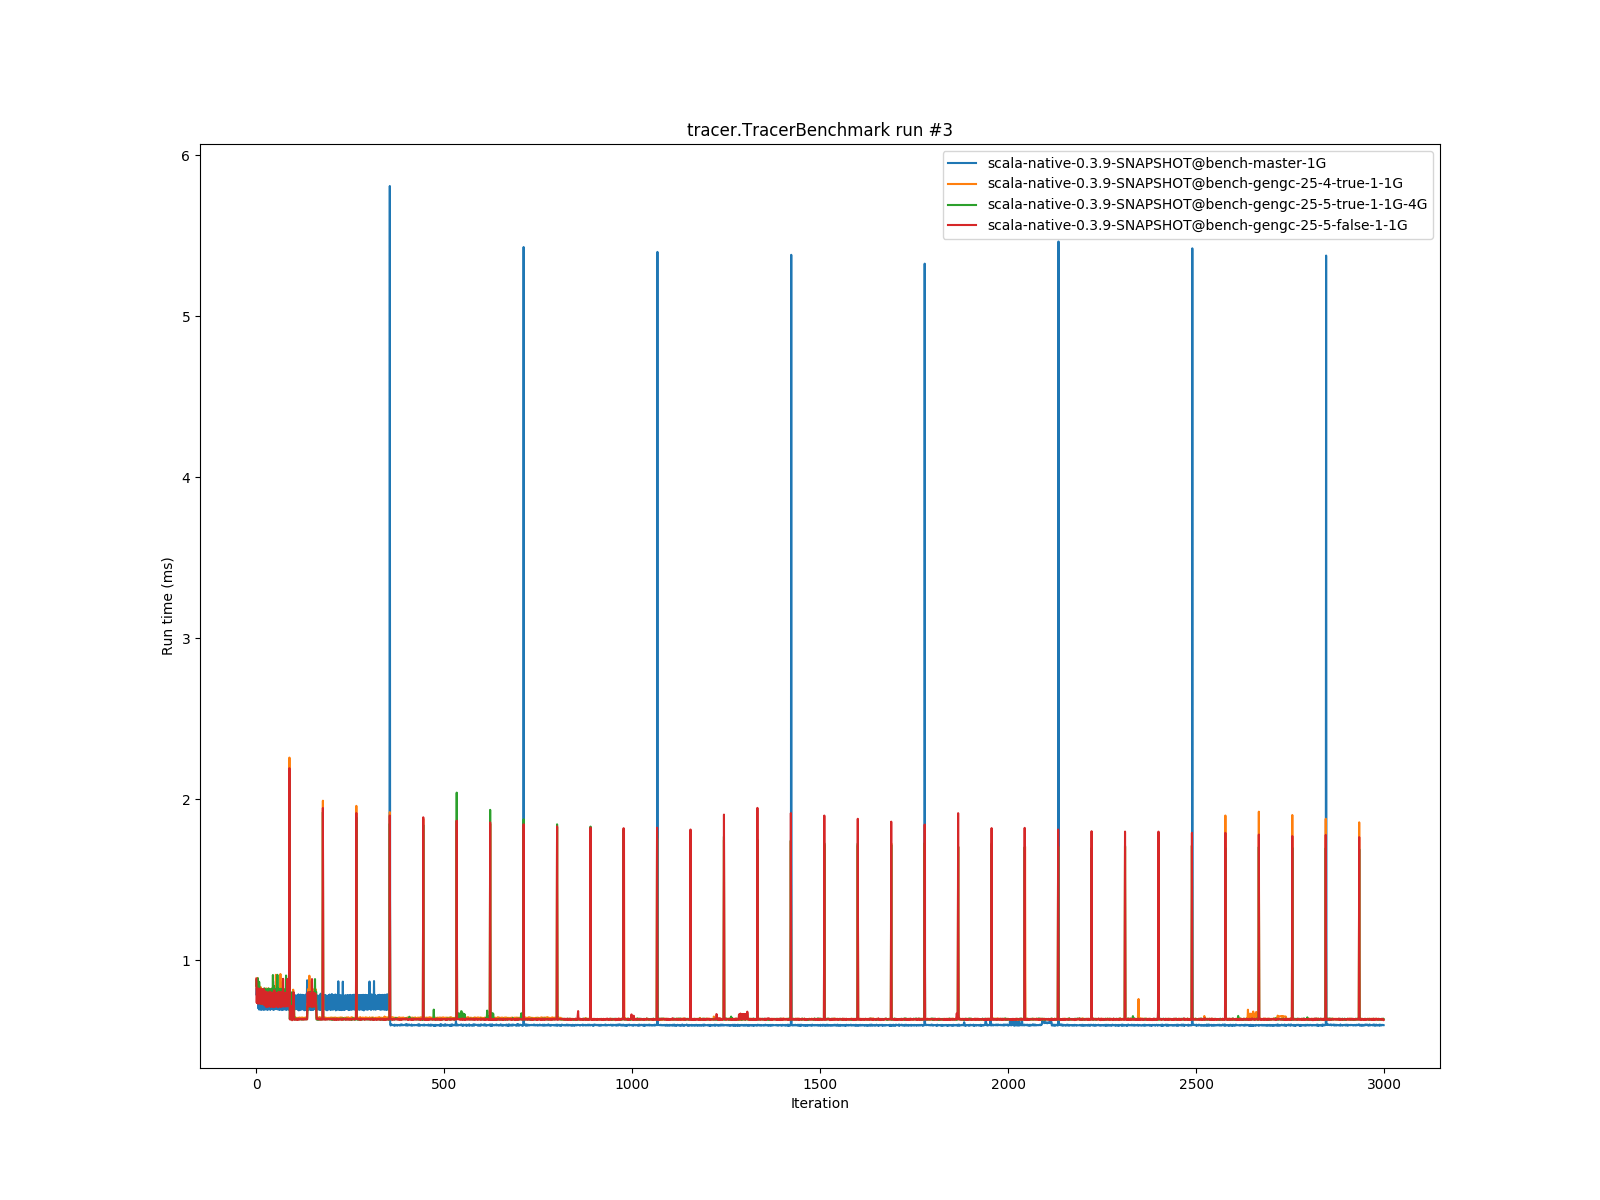 tracer.TracerBenchmark run #3
scala-native-0.3.9-SNAPSHOT@bench-master-1G
scala-native-0.3.9-SNAPSHOT@bench-gengc-25-4-true-1-1G
scala-native-0.3.9-SNAPSHOT@bench-gengc-25-5-true-1-1G-4G
scala-native-0.3.9-SNAPSHOT@bench-gengc-25-5-false-1-1G
6
5
4
3
2
1
Run time (ms)
0 500 1000 1500 2000 2500 3000
Iteration